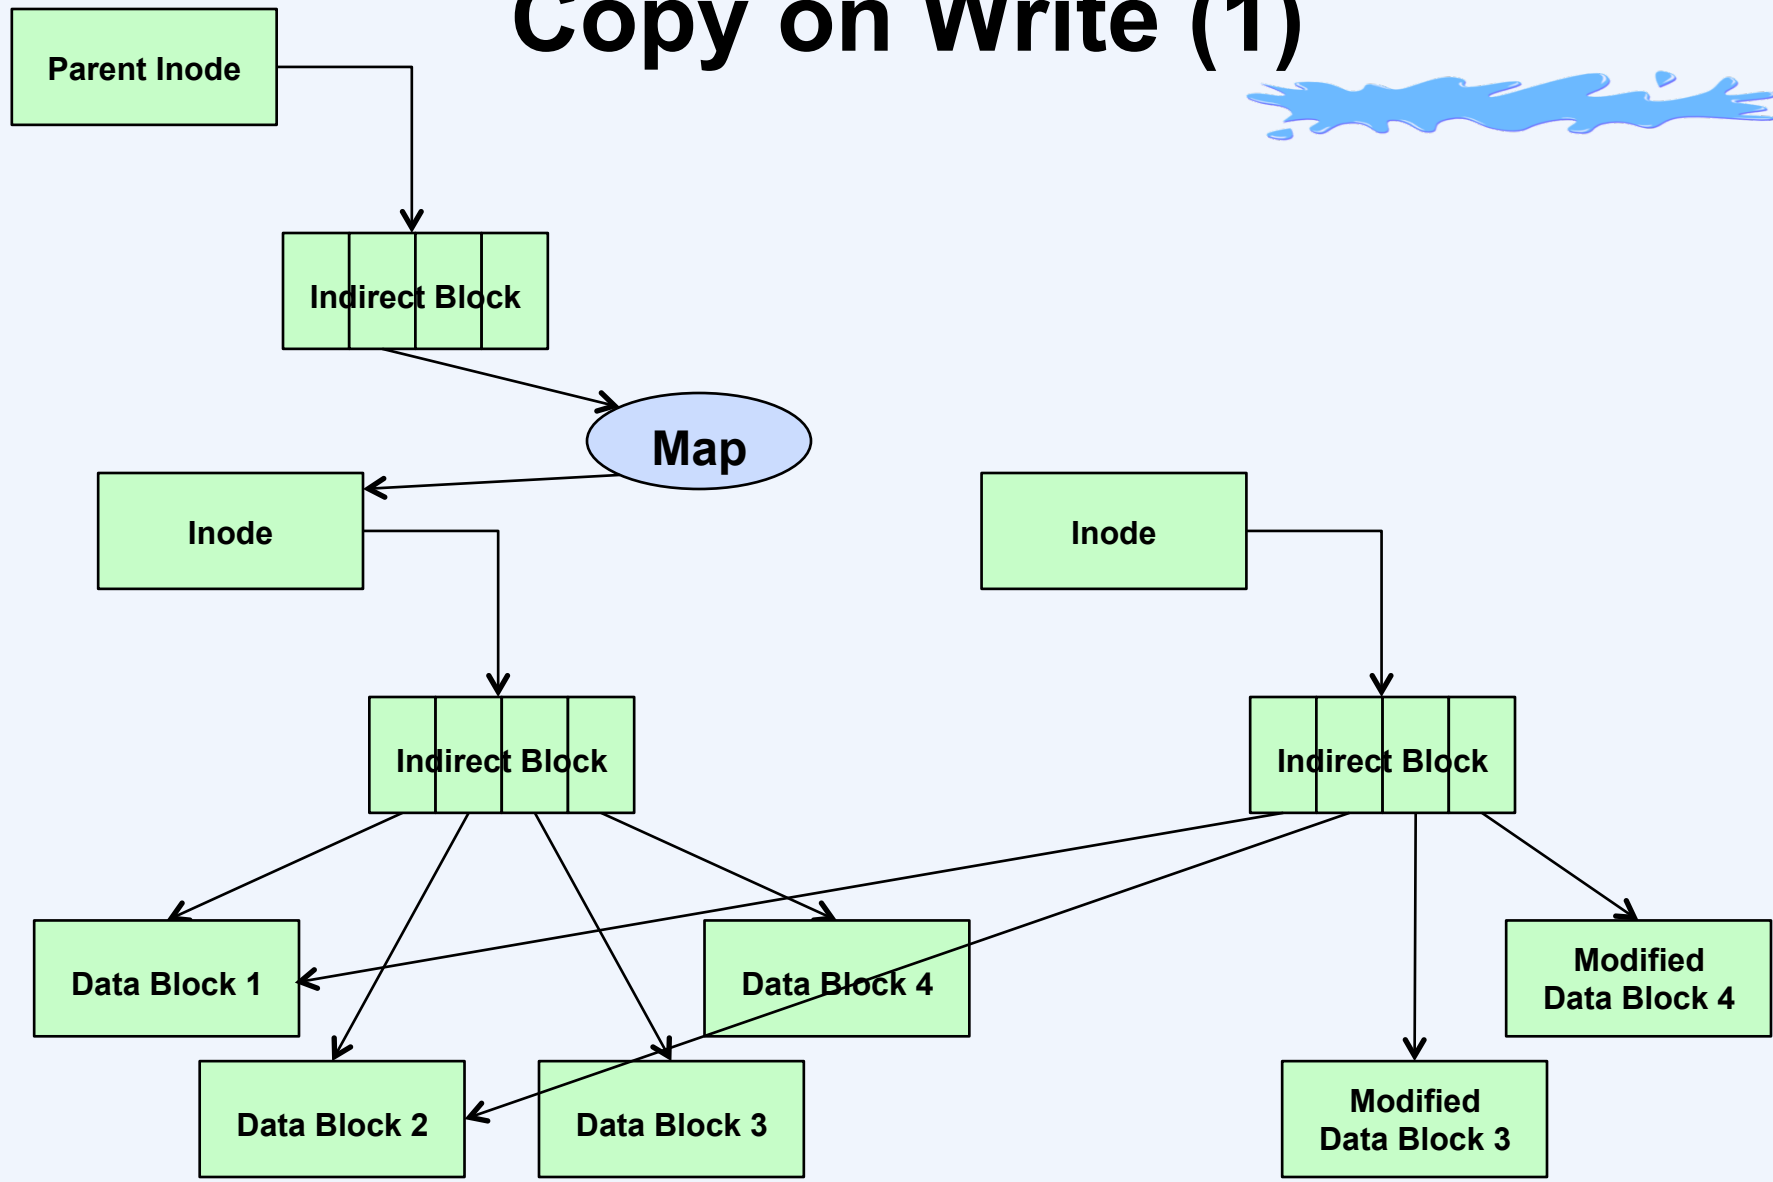 Copy on Write (1)
Parent Inode
Indirect Block
Map
Inode
Inode
Indirect Block
Indirect Block
Data Block 1
Data Block 4
Modified
Data Block 4
Data Block 2
Data Block 3
Modified
Data Block 3